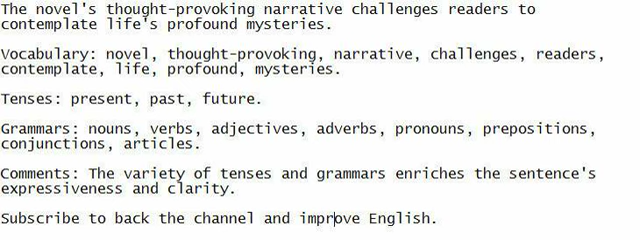 The novel's thought-provoking narrative challenges readers to
contemplate life's profound mysteries.
Vocabulary: novel, thought-provoking, narrative, challenges, readers,
contemplate, life, profound, mysteries.
Tenses: present, past, future.
Grammars: nouns, verbs, adjectives, adverbs, pronouns, prepositions,
conjunctions, articles.
Comments: The variety of tenses and grammars enriches the sentence's
expressiveness and clarity.
Subscribe to back the channel and improve English.